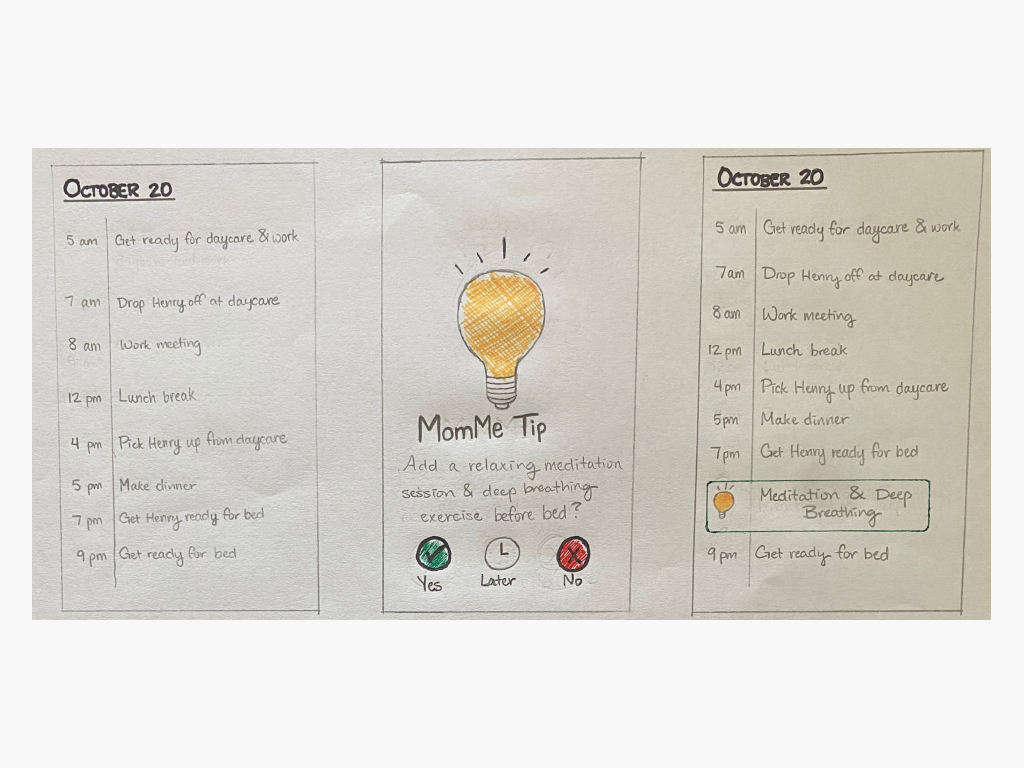 OCTOBER 20
5 am Get ready for daycare & work
7 am Drop Henry off at daycare
8 am Work meeting
12 pm Lunch break
4 pm Pick Henry up from daycare
5 pm Make dinner
7 pm Get Henry ready for bed
9 pm Get ready for bed
MomMe Tip
Add a relaxing meditation
session & deep breathing
exercise before bed?
Yes Later No
OCTOBER 20
5 am Get ready for daycare & work
7am Drop Henry off at daycare
8 am Work meeting
12 pm Lunch break
4pm Pick Henry up from daycare
5pm Make dinner
7pm Get Henry ready for bed
Meditation & Deep
Breathing
9 pm Get ready for bed